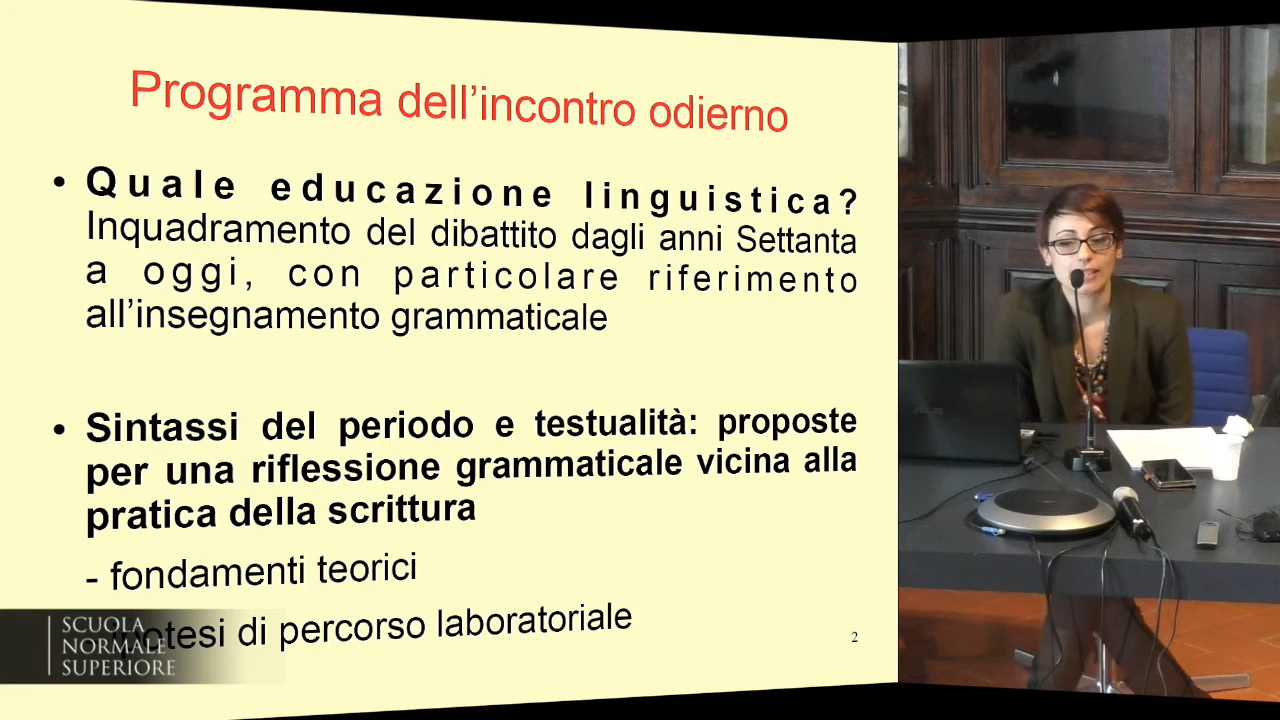 Programma dell’incontro odierno
• Quale educazione linguistica?
Inquadramento del dibattito dagli anni Settanta
a oggi, con particolare riferimento
all’insegnamento grammaticale
• Sintassi del periodo e testualità: proposte
per una riflessione grammaticale vicina alla
pratica della scrittura
- fondamenti teorici
ipotesi di percorso laboratoriale
2
SCUOLA
NORMALE
SUPERIORE